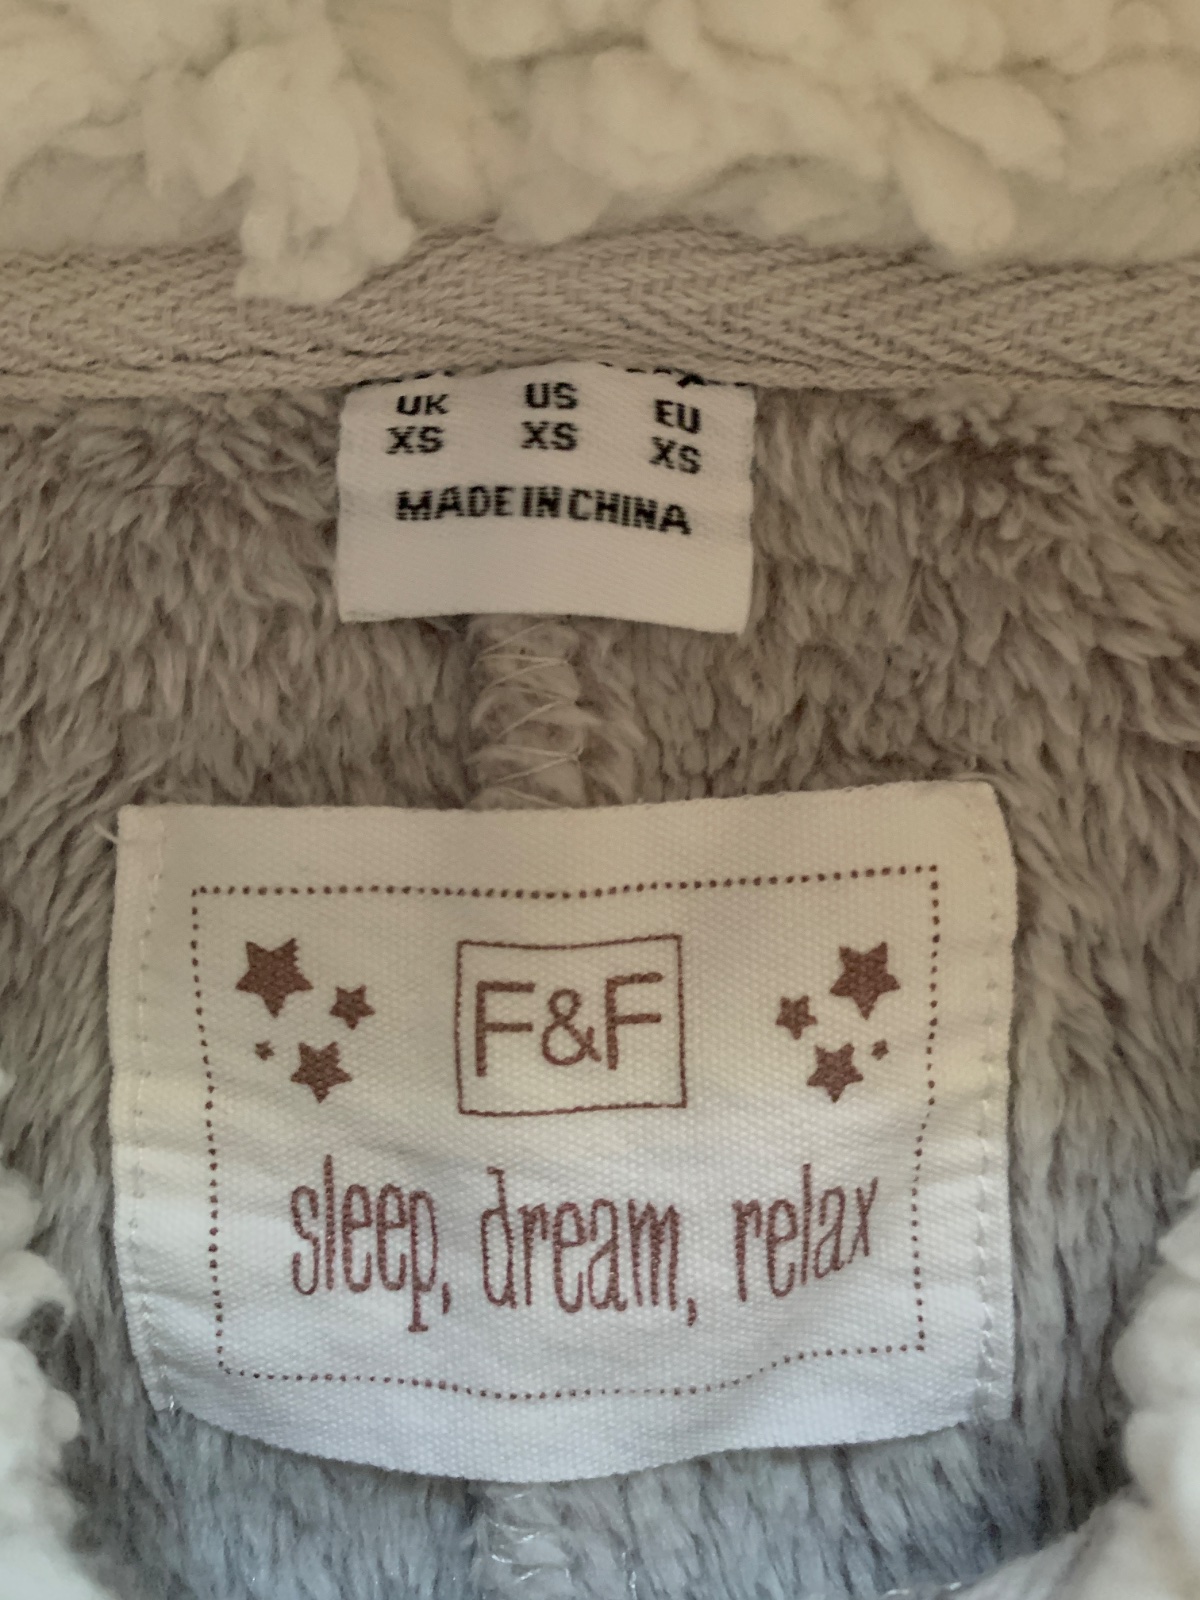 UK US EU
XS XS XS
MADE IN CHINA
F&F
sleep, dream, relax